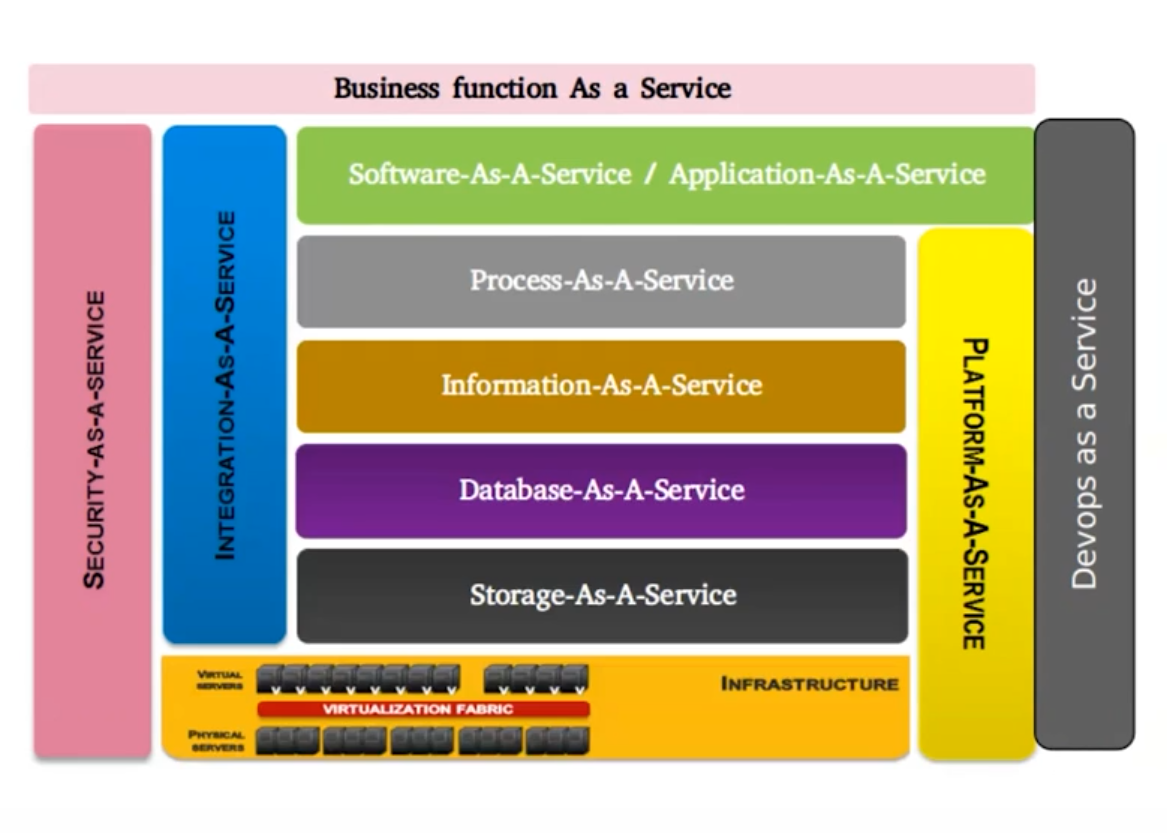 Business function As a Service
Security-as-a-service
Integration-As-A-Service
Software-As-A-Service / Application-As-A-Service
Process-As-A-Service
Information-As-A-Service
Database-As-A-Service
Storage-As-A-Service
Platform-As-A-Service
Devops as a Service
Virtual
servers
V V V V V V V V V V V V
Infrastructure
VIRTUALIZATION FABRIC
Physical
servers